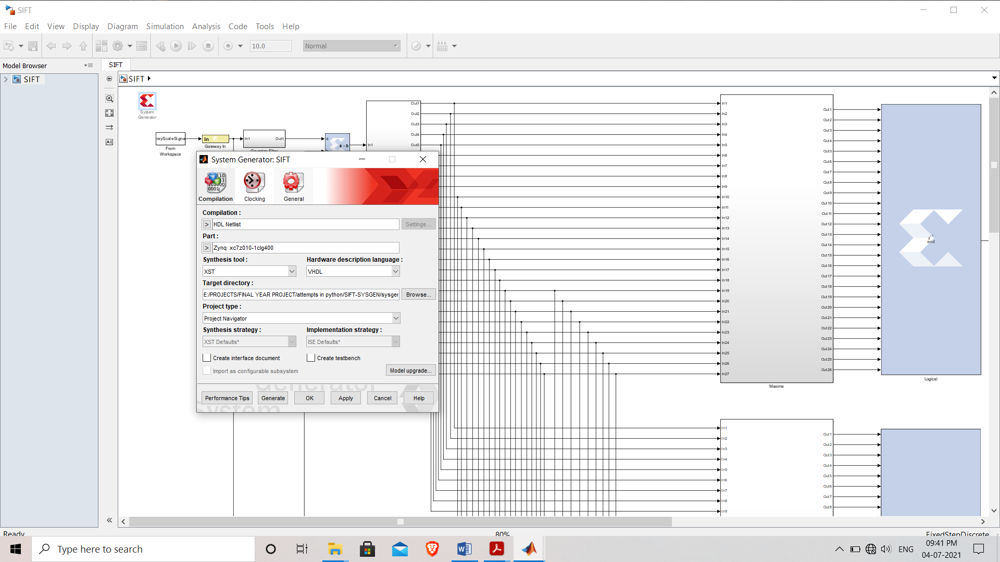 SIFT
File Edit View Display Diagram Simulation Analysis Code Tools Help
10.0
Normal
Model Browser
SIFT
SIFT
SIFT
System
Generator
rayScaleSigna
From
Workspace
In
Gateway In
In1 Out1
a
a - b
In1
Out1
Out2
Out3
Out4
Out5
System Generator: SIFT
Compilation
Clocking
General
Compilation :
> HDL Netlist
Settings ...
Part :
> Zynq xc7z010-1clg400
Synthesis tool :
Hardware description language :
XST
VHDL
Target directory :
E:/PROJECTS/FINAL YEAR PROJECT/attempts in python/SIFT-SYSGEN/sysgen
Browse...
Project type :
Project Navigator
Synthesis strategy :
Implementation strategy :
XST Defaults*
ISE Defaults*
Create interface document
Create testbench
Import as configurable subsystem
Model upgrade...
Generator
System
Performance Tips
Generate
OK
Apply
Cancel
Help
In1
In2
In3
In4
In5
In6
In7
In8
In9
In10
In11
In12
In13
In14
In15
In16
In17
In18
In19
In20
In21
In22
In23
In24
In25
In26
In27
Out1
Out2
Out3
Out4
Out5
Out6
Out7
Out8
Out9
Out10
Out11
Out12
Out13
Out14
Out15
Out16
Out17
Out18
Out19
Out20
Out21
Out22
Out23
Out24
Out25
Out26
Maxima
z-1
and
Logical
In1
In2
In3
In4
In5
In6
In7
In8
In9
Out1
Out2
Out3
Out4
Out5
Out6
Out7
Out8
Ready
80%
FixedStepDiscrete
Type here to search
ENG
09:41 PM
04-07-2021